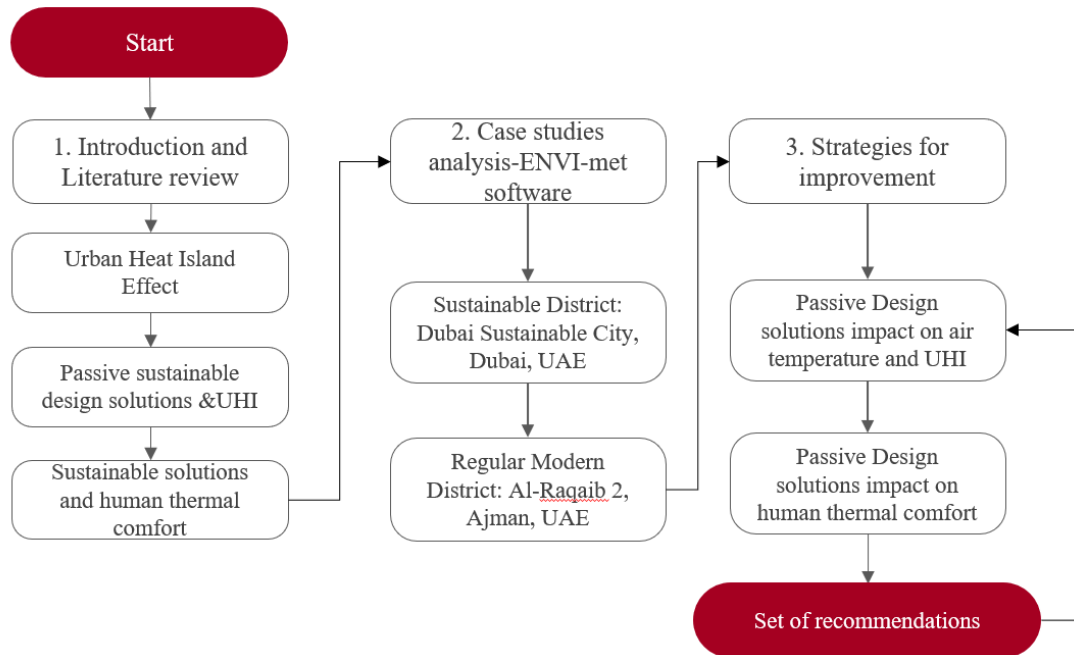 Start
1. Introduction and
Literature review
Urban Heat Island
Effect
Passive sustainable
design solutions &UHI
Sustainable solutions
and human thermal
comfort
2. Case studies
analysis-ENVI-met
software
Sustainable District:
Dubai Sustainable City,
Dubai, UAE
Regular Modern
District: Al-Raqaib 2,
Ajman, UAE
3. Strategies for
improvement
Passive Design
solutions impact on air
temperature and UHI
Passive Design
solutions impact on
human thermal comfort
Set of recommendations